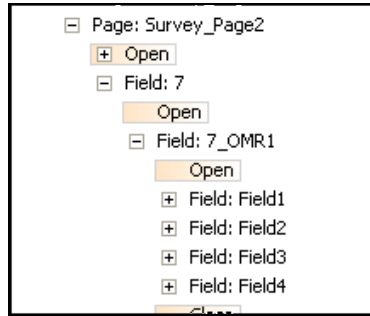 Page: Survey_Page2
Open
Field: 7
Open
Field: 7_OMR1
Open
Field: Field1
Field: Field2
Field: Field3
Field: Field4